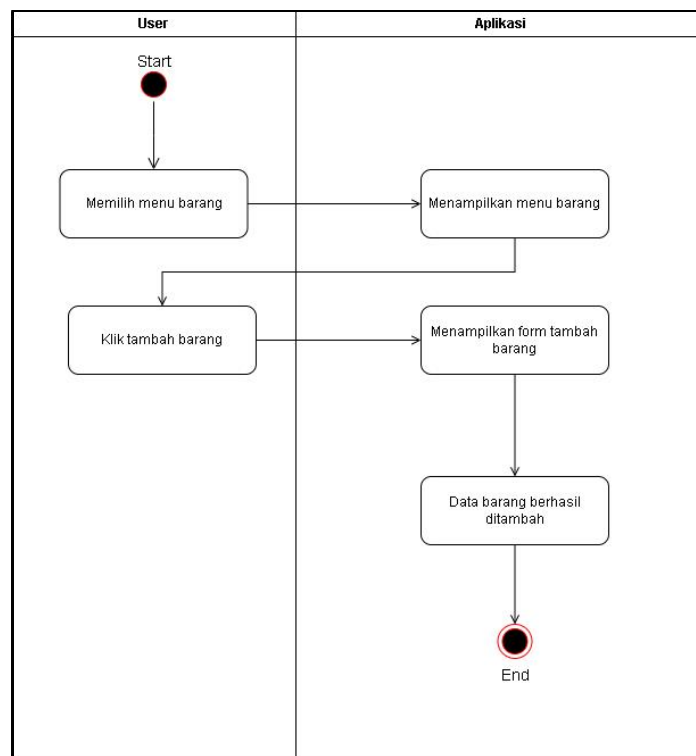 User
Aplikasi
Start
Memilih menu barang
Menampilkan menu barang
Klik tambah barang
Menampilkan form tambah
barang
Data barang berhasil
ditambah
End